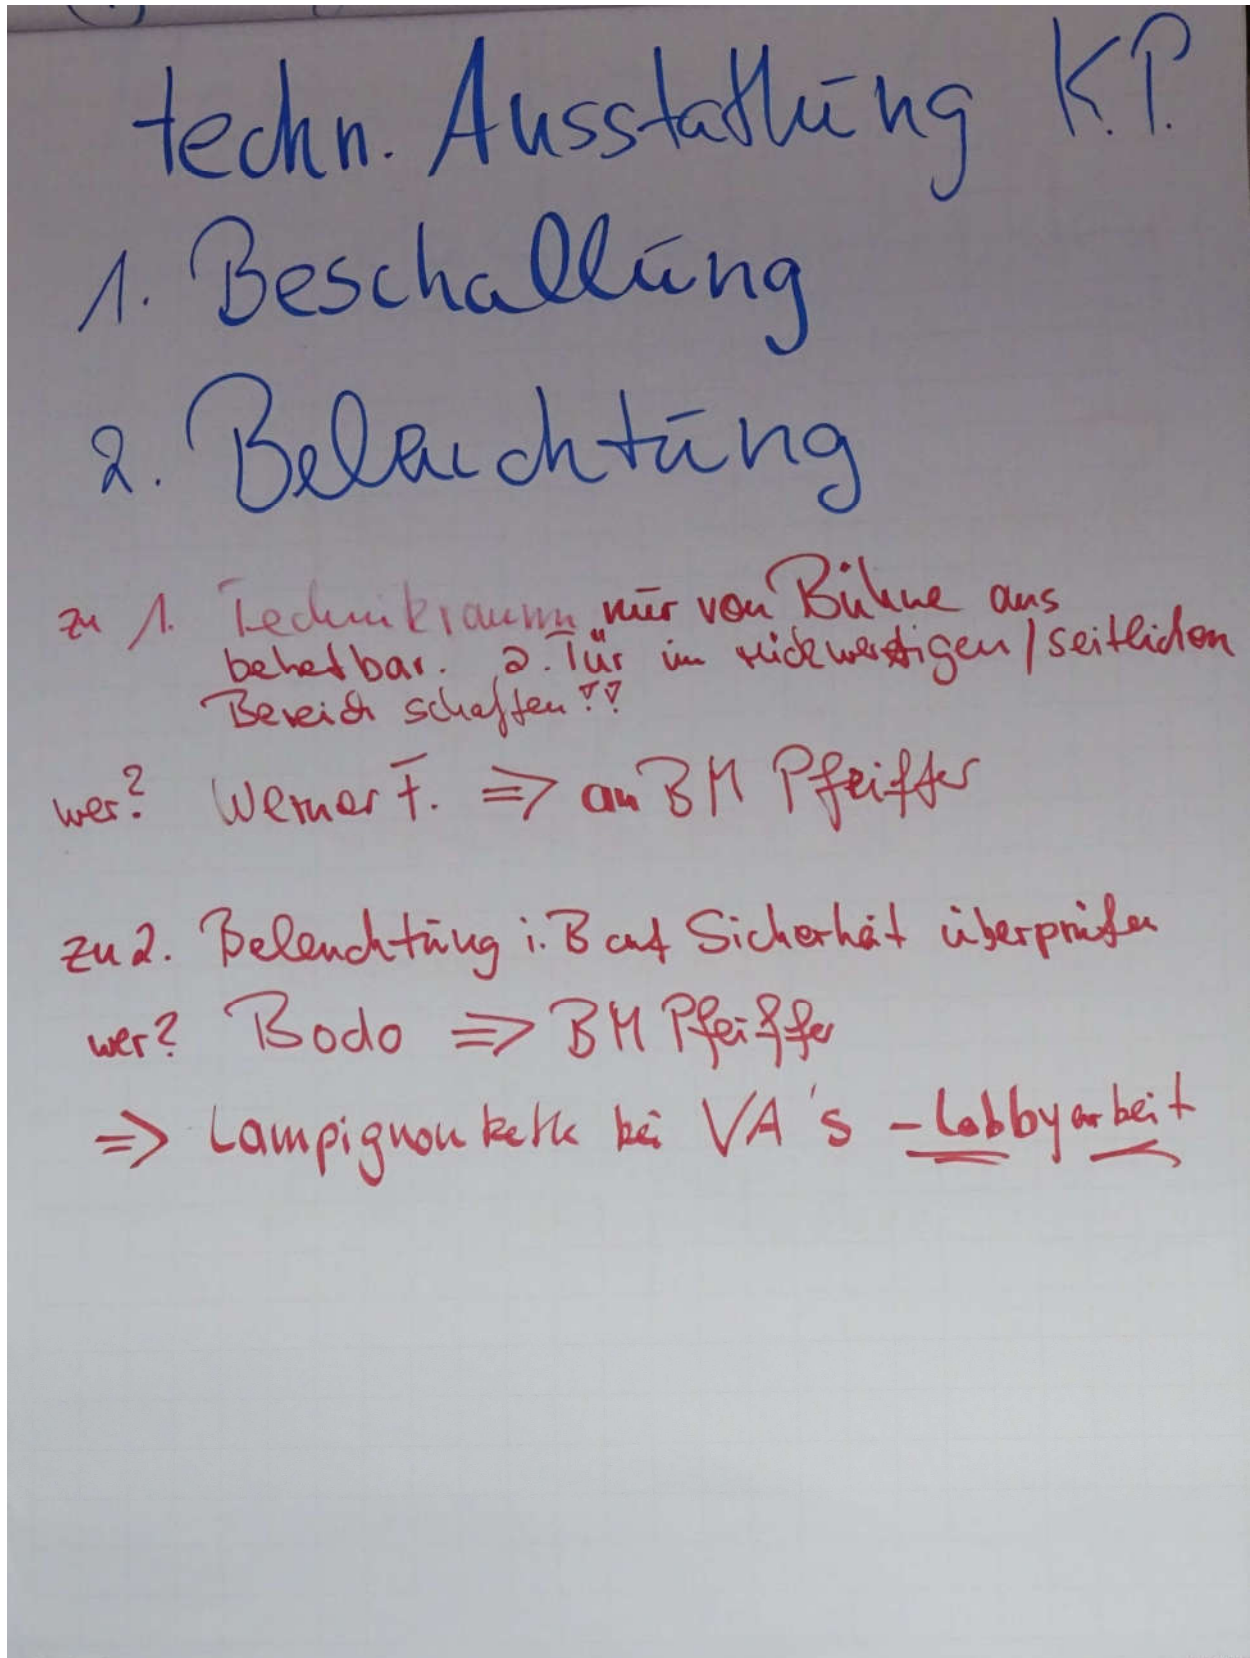 techn. Ausstattung K.P.
1. Beschallung
2. Beleuchtung
zu 1. Technikraum nur von Bühne aus
betretbar. 2. Tür im rückwertigen / seitlichen
Bereich schaffen!!
wer? Werner F. => an BM Pfeiffer
zu 2. Beleuchtung i.B auf Sicherheit überprüfen
wer? Bodo => BM Pfeiffer
=> Lampignonkette bei VA's - Lobbyarbeit